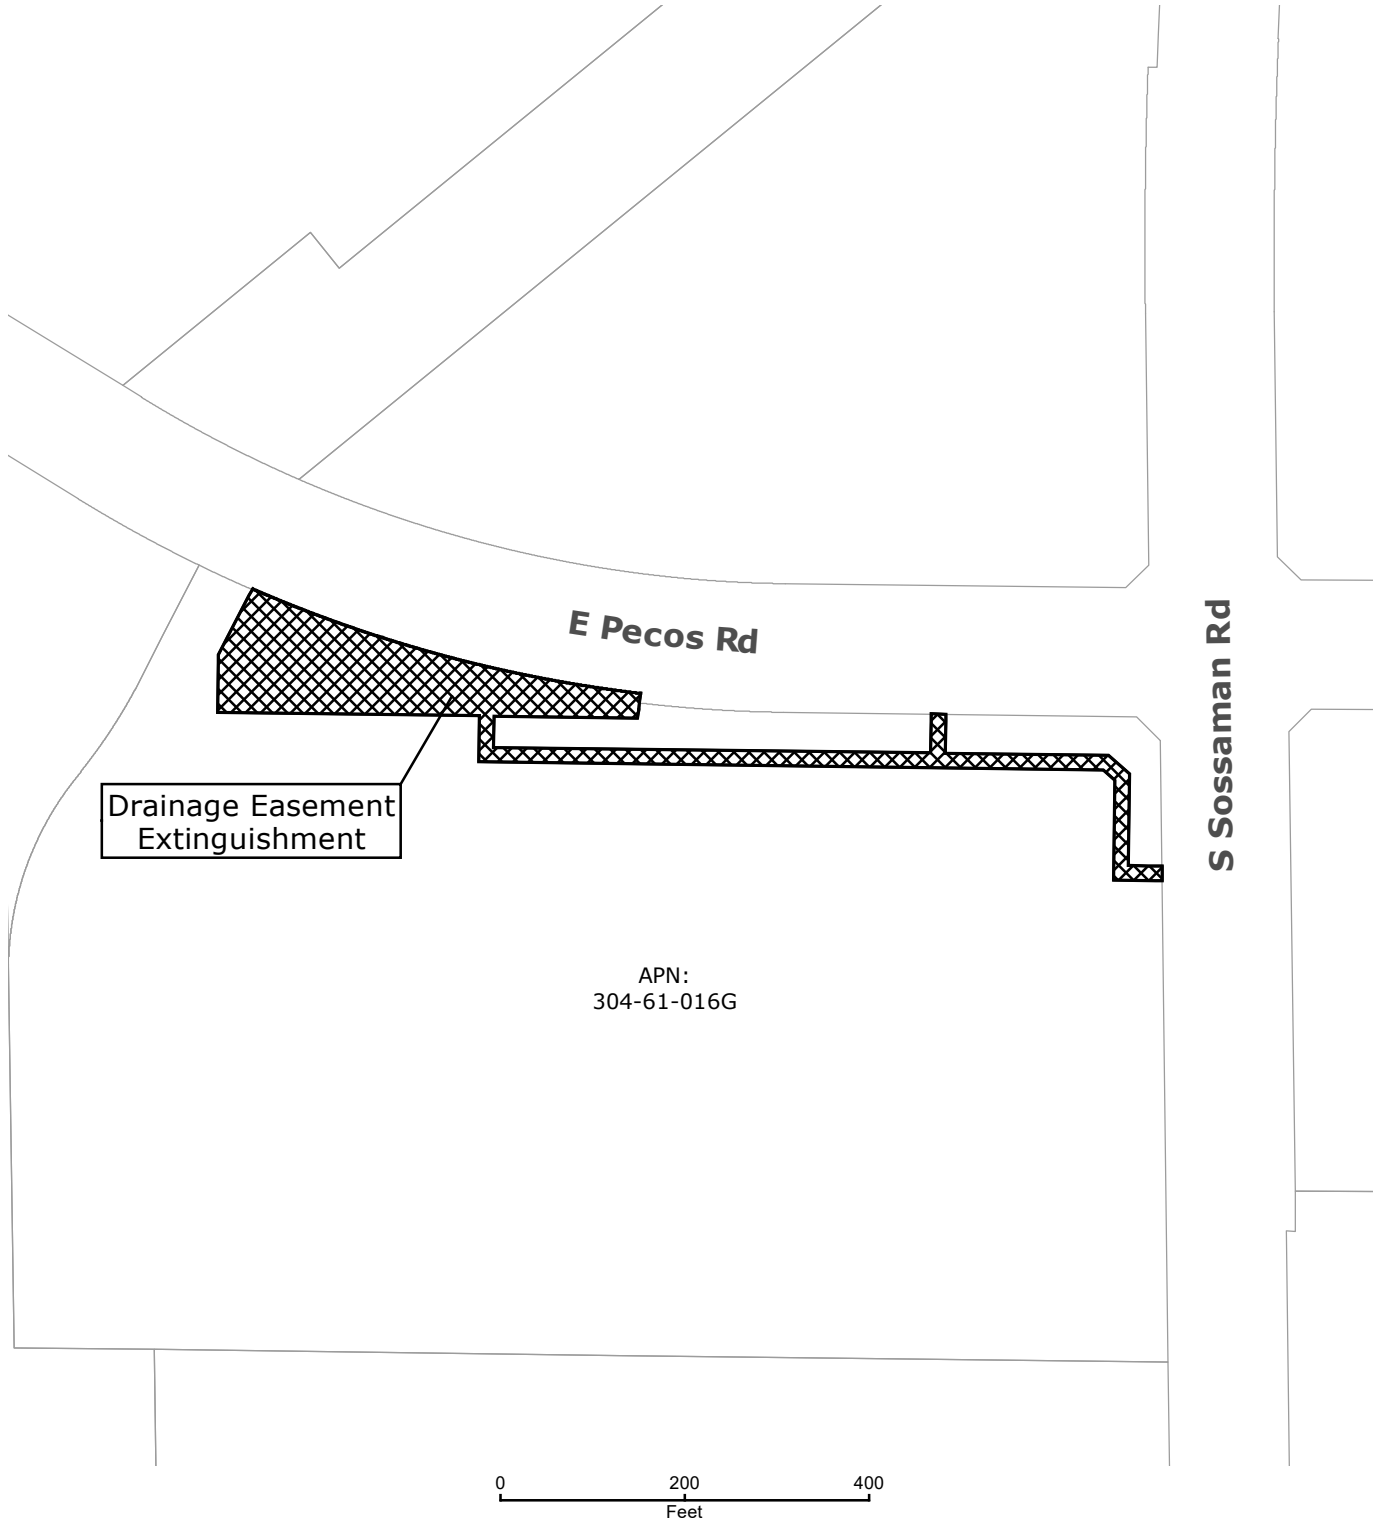 E Pecos Rd
S Sossaman Rd
Drainage Easement
Extinguishment
APN:
304-61-016G
0 200 400
Feet